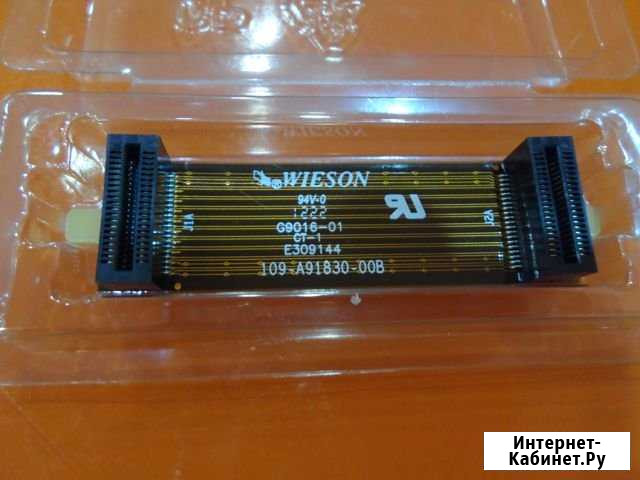 WIESON
94V-0
1222
G9016-01
CT-1
E309144
109-A91830-00B
J1A
J2A
Интернет-
Кабинет.Ру